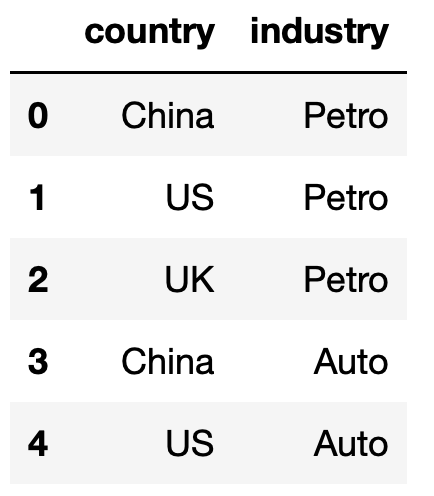 country industry
0 China Petro
1 US Petro
2 UK Petro
3 China Auto
4 US Auto